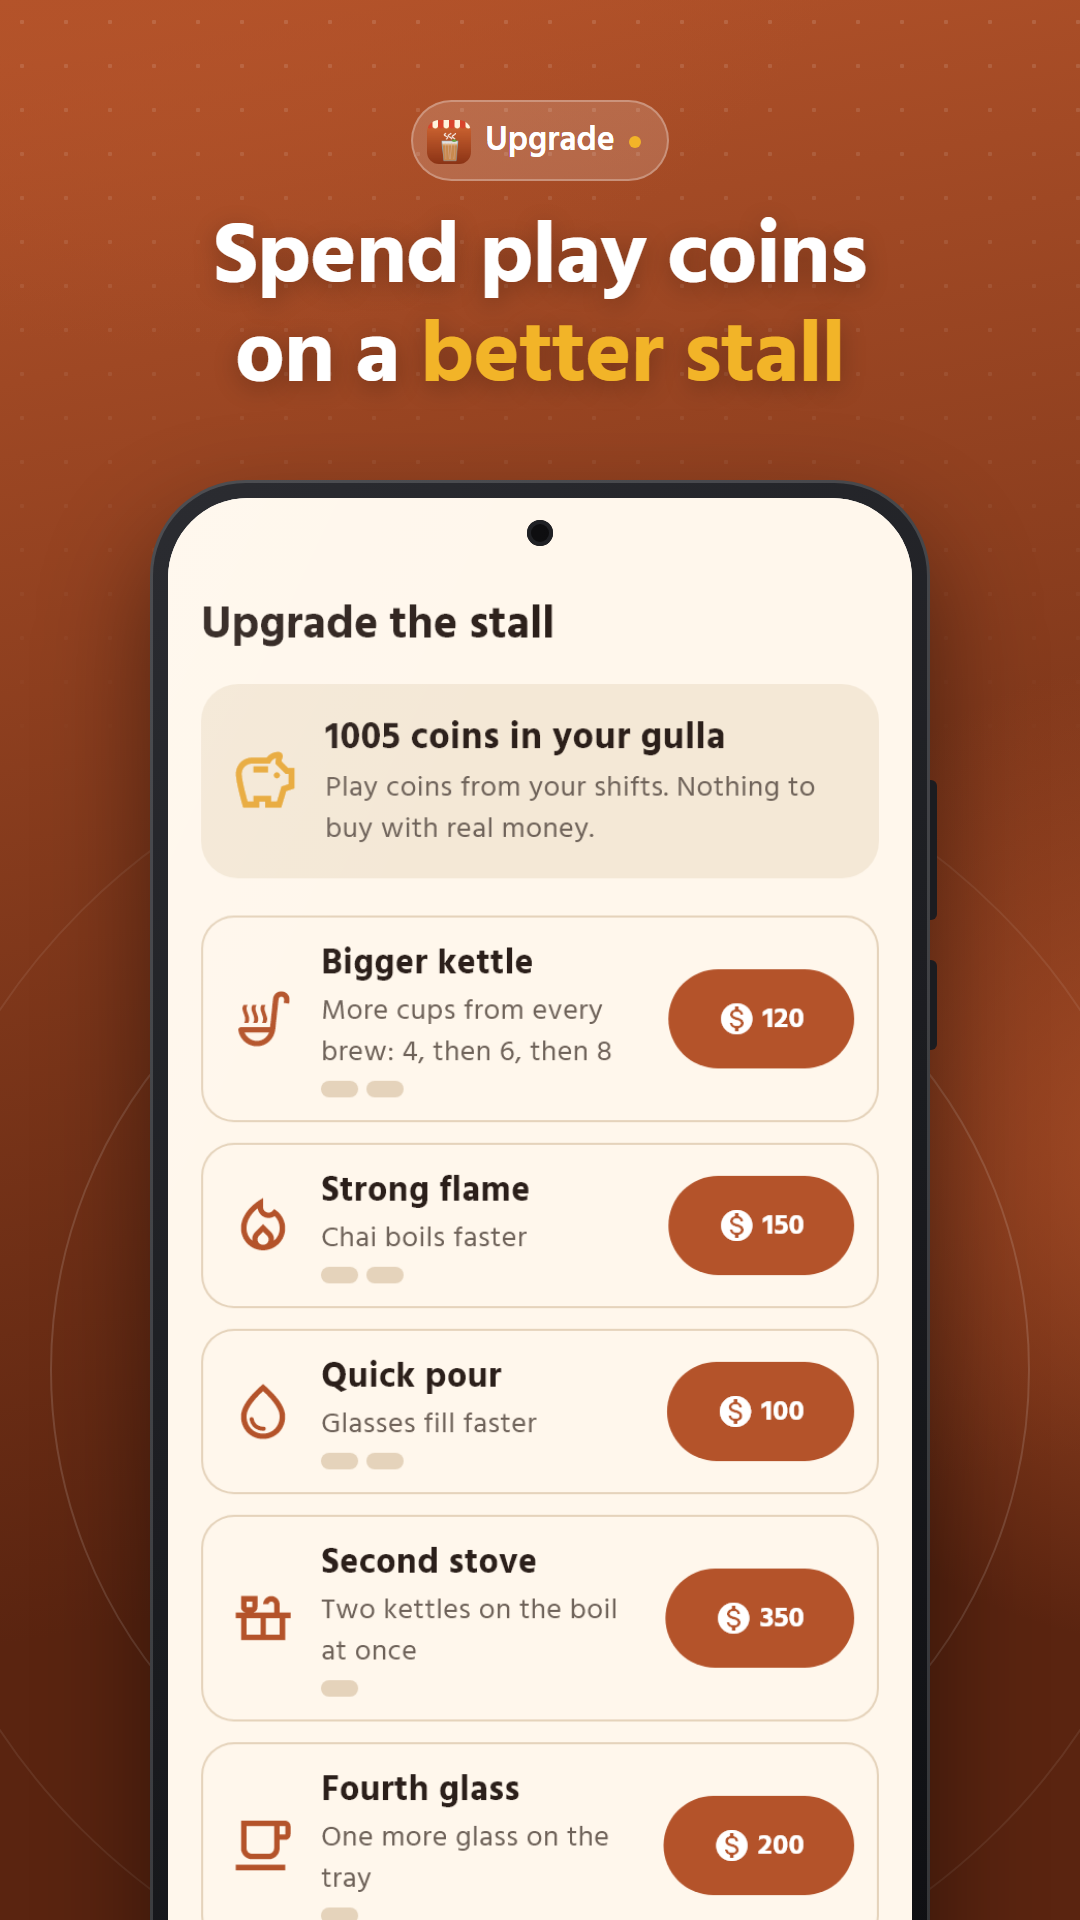 Upgrade
Spend play coins
on a better stall
Upgrade the stall
1005 coins in your gulla
Play coins from your shifts. Nothing to
buy with real money.
Bigger kettle
More cups from every
brew: 4, then 6, then 8
$ 120
Strong flame
Chai boils faster
$ 150
Quick pour
Glasses fill faster
$ 100
Second stove
Two kettles on the boil
at once
$ 350
Fourth glass
One more glass on the
tray
$ 200